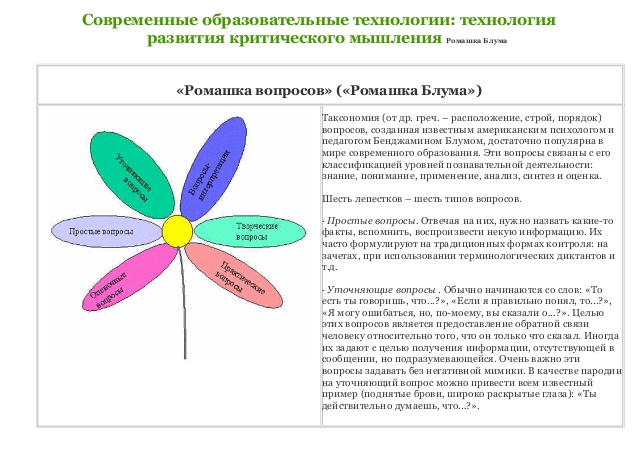 Современные образовательные технологии: технология
развития критического мышления Ромашка Блума
«Ромашка вопросов» («Ромашка Блума»)
Уточняющие
вопросы
Вопросы-
интерпретации
Простые вопросы
Творческие
вопросы
Оценочные
вопросы
Практические
вопросы
Таксономия (от др. греч. – расположение, строй, порядок)
вопросов, созданная известным американским психологом и
педагогом Бенджамином Блумом, достаточно популярна в
мире современного образования. Эти вопросы связаны с его
классификацией уровней познавательной деятельности:
знание, понимание, применение, анализ, синтез и оценка.
Шесть лепестков – шесть типов вопросов.
· Простые вопросы. Отвечая на них, нужно назвать какие-то
факты, вспомнить, воспроизвести некую информацию. Их
часто формулируют на традиционных формах контроля: на
зачетах, при использовании терминологических диктантов и
т.д.
· Уточняющие вопросы . Обычно начинаются со слов: «То
есть ты говоришь, что…?», «Если я правильно понял, то…?»,
«Я могу ошибаться, но, по-моему, вы сказали о…?». Целью
этих вопросов является предоставление обратной связи
человеку относительно того, что он только что сказал. Иногда
их задают с целью получения информации, отсутствующей в
сообщении, но подразумевающейся. Очень важно эти
вопросы задавать без негативной мимики. В качестве пародии
на уточняющий вопрос можно привести всем известный
пример (поднятые брови, широко раскрытые глаза): «Ты
действительно думаешь, что…?».